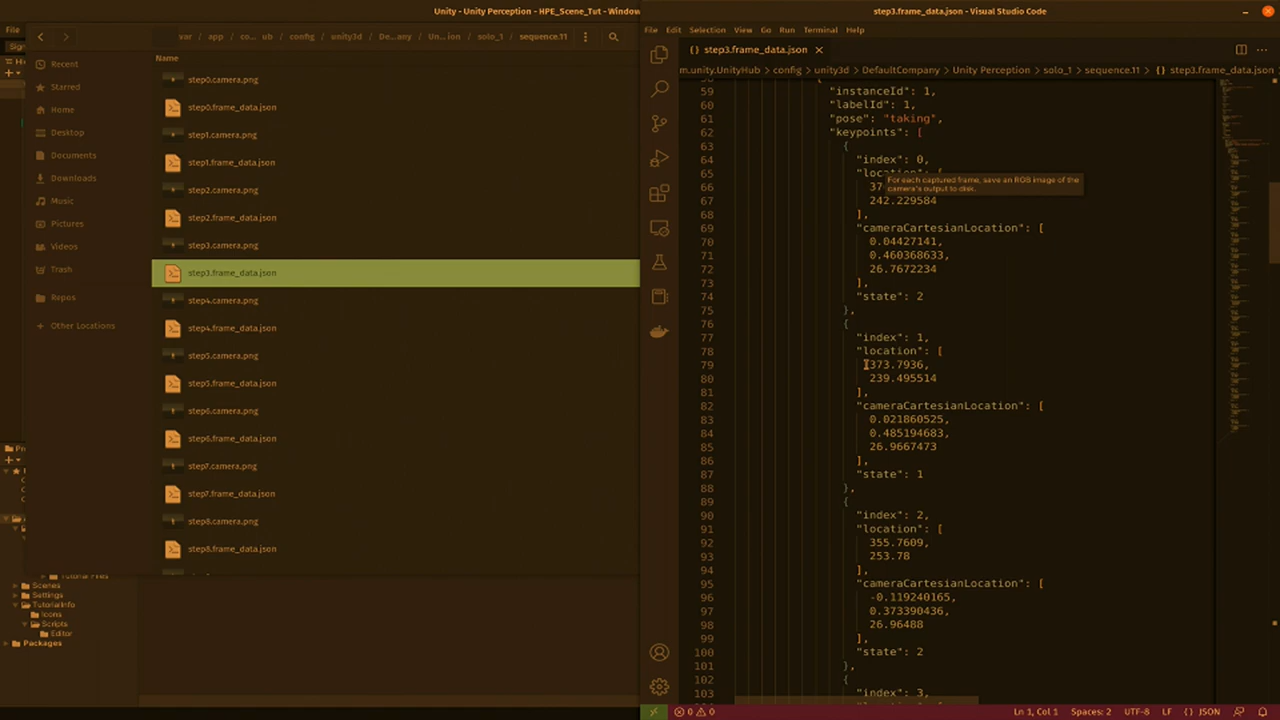 Unity - Unity Perception - HPE_Scene_Tut - Window
File
Sign
var / app / co... ub / config / unity3d / De...any / Un...ion / solo_1 / sequence.11
Recent
Starred
Home
Desktop
Documents
Downloads
Music
Pictures
Videos
Trash
Repos
+ Other Locations
Name
step0.camera.png
step0.frame_data.json
step1.camera.png
step1.frame_data.json
step2.camera.png
step2.frame_data.json
step3.camera.png
step3.frame_data.json
step4.camera.png
step4.frame_data.json
step5.camera.png
step5.frame_data.json
step6.camera.png
step6.frame_data.json
step7.camera.png
step7.frame_data.json
step8.camera.png
step8.frame_data.json
Tutorial Files
Scenes
Settings
TutorialInfo
Icons
Scripts
Editor
Packages
step3.frame_data.json - Visual Studio Code
File Edit Selection View Go Run Terminal Help
{} step3.frame_data.json ×
m.unity.UnityHub > config > unity3d > DefaultCompany > Unity Perception > solo_1 > sequence.11 > {} step3.frame_data.json
59 "instanceId": 1,
60 "labelId": 1,
61 "pose": "taking",
62 "keypoints": [
63 {
64 "index": 0,
65 "location": [
For each captured frame, save an RGB image of the
camera's output to disk.
66 37
67 242.229584
68 ],
69 "cameraCartesianLocation": [
70 0.04427141,
71 0.460368633,
72 26.7672234
73 ],
74 "state": 2
75 },
76 {
77 "index": 1,
78 "location": [
79 373.7936,
80 239.495514
81 ],
82 "cameraCartesianLocation": [
83 0.021860525,
84 0.485194683,
85 26.9667473
86 ],
87 "state": 1
88 },
89 {
90 "index": 2,
91 "location": [
92 355.7609,
93 253.78
94 ],
95 "cameraCartesianLocation": [
96 -0.119240165,
97 0.373390436,
98 26.96488
99 ],
100 "state": 2
101 },
102 {
103 "index": 3,
0 0 Ln 1, Col 1 Spaces: 2 UTF-8 LF {} JSON